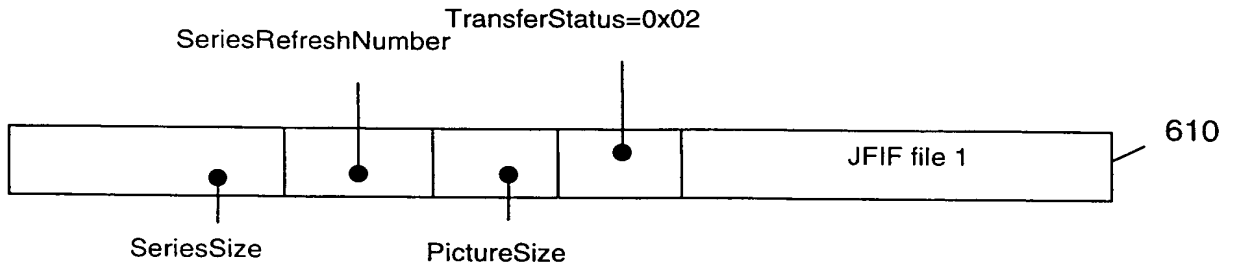 TransferStatus=0x02
SeriesRefreshNumber
610
JFIF file 1
SeriesSize
PictureSize